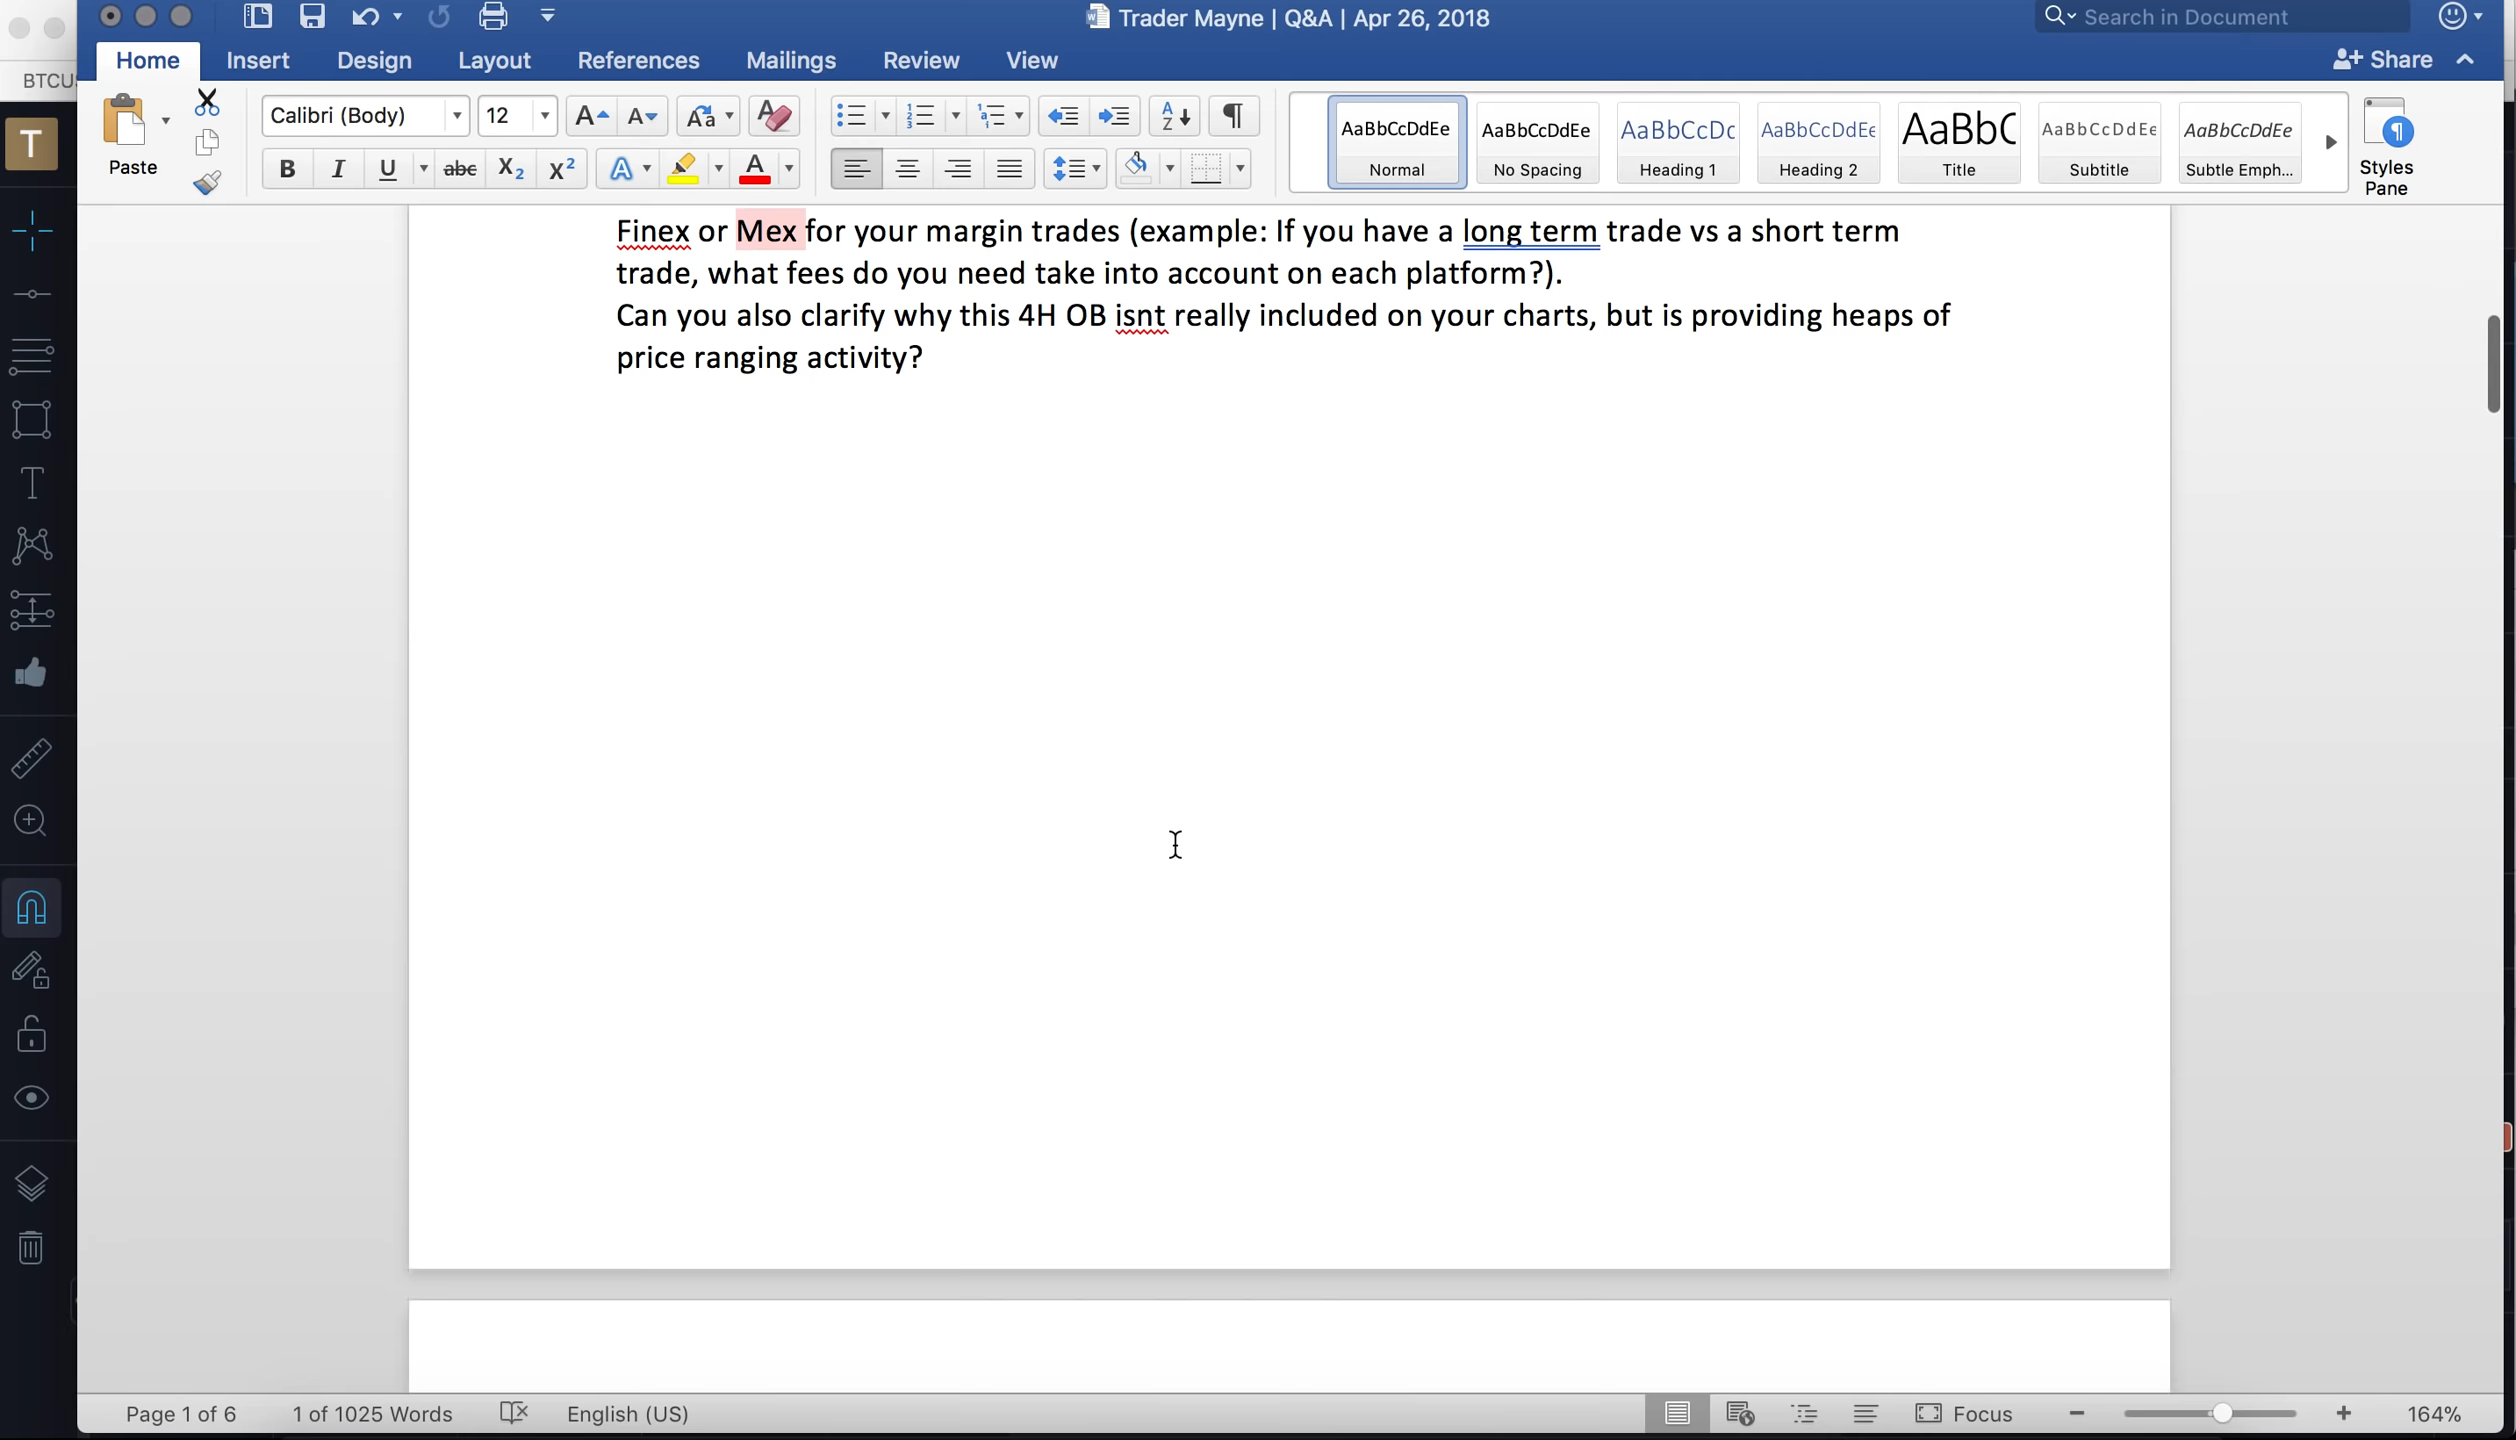 Trader Mayne | Q&A | Apr 26, 2018
Search in Document
BTCUS
Home Insert Design Layout References Mailings Review View Share
T
Paste
Calibri (Body) 12
AaBbCcDdEe Normal
AaBbCcDdEe No Spacing
AaBbCcDc Heading 1
AaBbCcDdEe Heading 2
AaBbC Title
AaBbCcDdEe Subtitle
AaBbCcDdEe Subtle Emph...
Styles Pane
Finex or Mex for your margin trades (example: If you have a long term trade vs a short term
trade, what fees do you need take into account on each platform?).
Can you also clarify why this 4H OB isnt really included on your charts, but is providing heaps of
price ranging activity?
Page 1 of 6 1 of 1025 Words English (US) Focus 164%